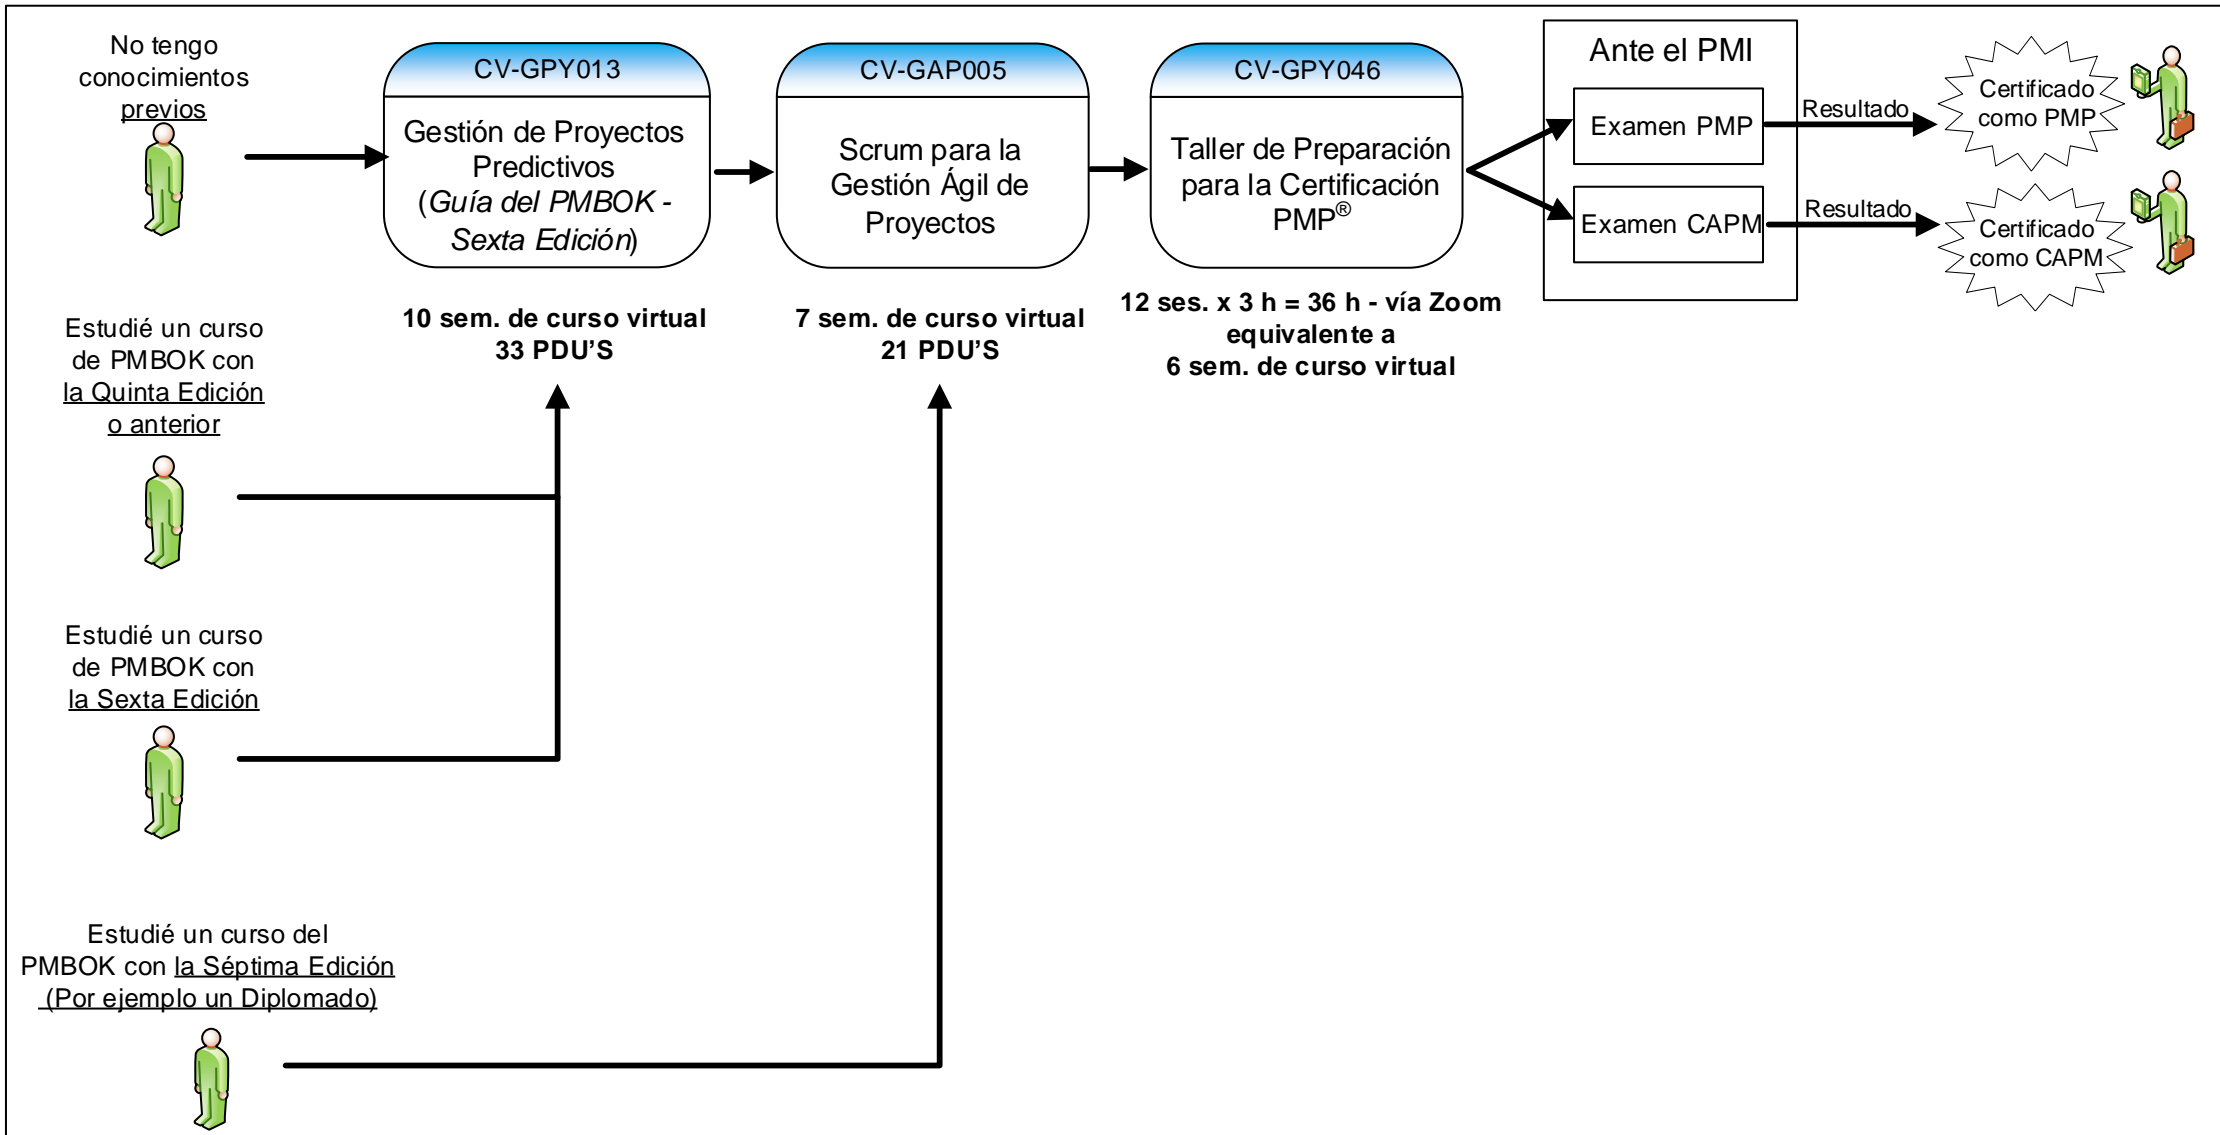 No tengo
conocimientos
previos
CV-GPY013
Gestión de Proyectos
Predictivos
(Guía del PMBOK -
Sexta Edición)
10 sem. de curso virtual
33 PDU'S
CV-GAP005
Scrum para la
Gestión Ágil de
Proyectos
7 sem. de curso virtual
21 PDU'S
CV-GPY046
Taller de Preparación
para la Certificación
PMP®
12 ses. x 3 h = 36 h - vía Zoom
equivalente a
6 sem. de curso virtual
Ante el PMI
Examen PMP
Resultado
Certificado
como PMP
Examen CAPM
Resultado
Certificado
como CAPM
Estudié un curso
de PMBOK con
la Quinta Edición
o anterior
Estudié un curso
de PMBOK con
la Sexta Edición
Estudié un curso del
PMBOK con la Séptima Edición
(Por ejemplo un Diplomado)